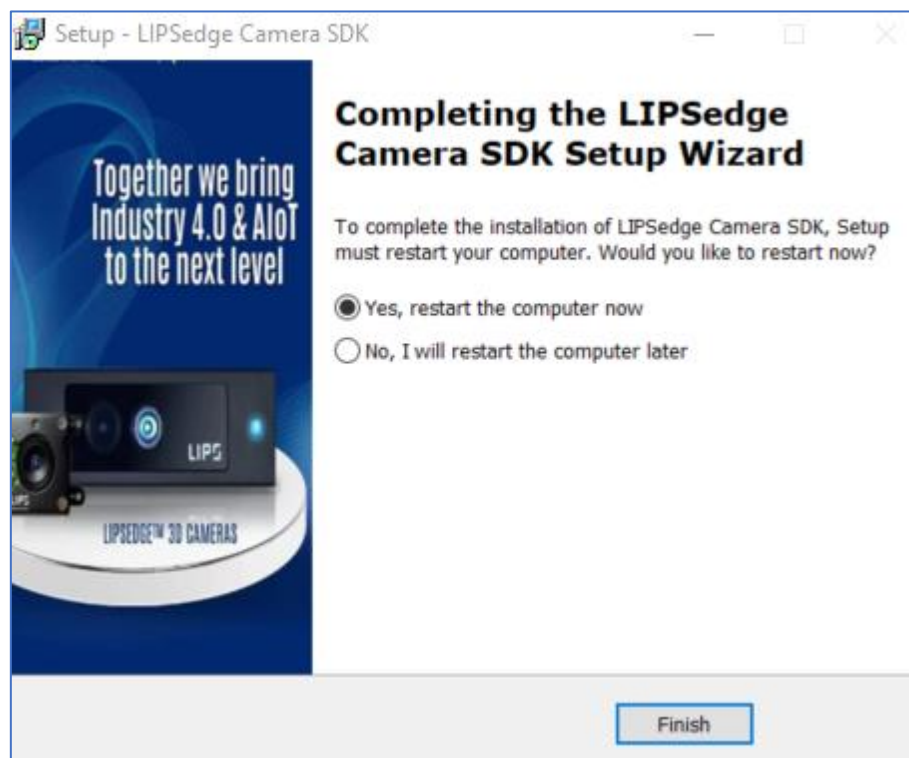 Setup - LIPSedge Camera SDK
Together we bring
Industry 4.0 & AIoT
to the next level
LIPS
LIPS
LIPSEDGE™ 3D CAMERAS
Completing the LIPSedge
Camera SDK Setup Wizard
To complete the installation of LIPSedge Camera SDK, Setup
must restart your computer. Would you like to restart now?
Yes, restart the computer now
No, I will restart the computer later
Finish